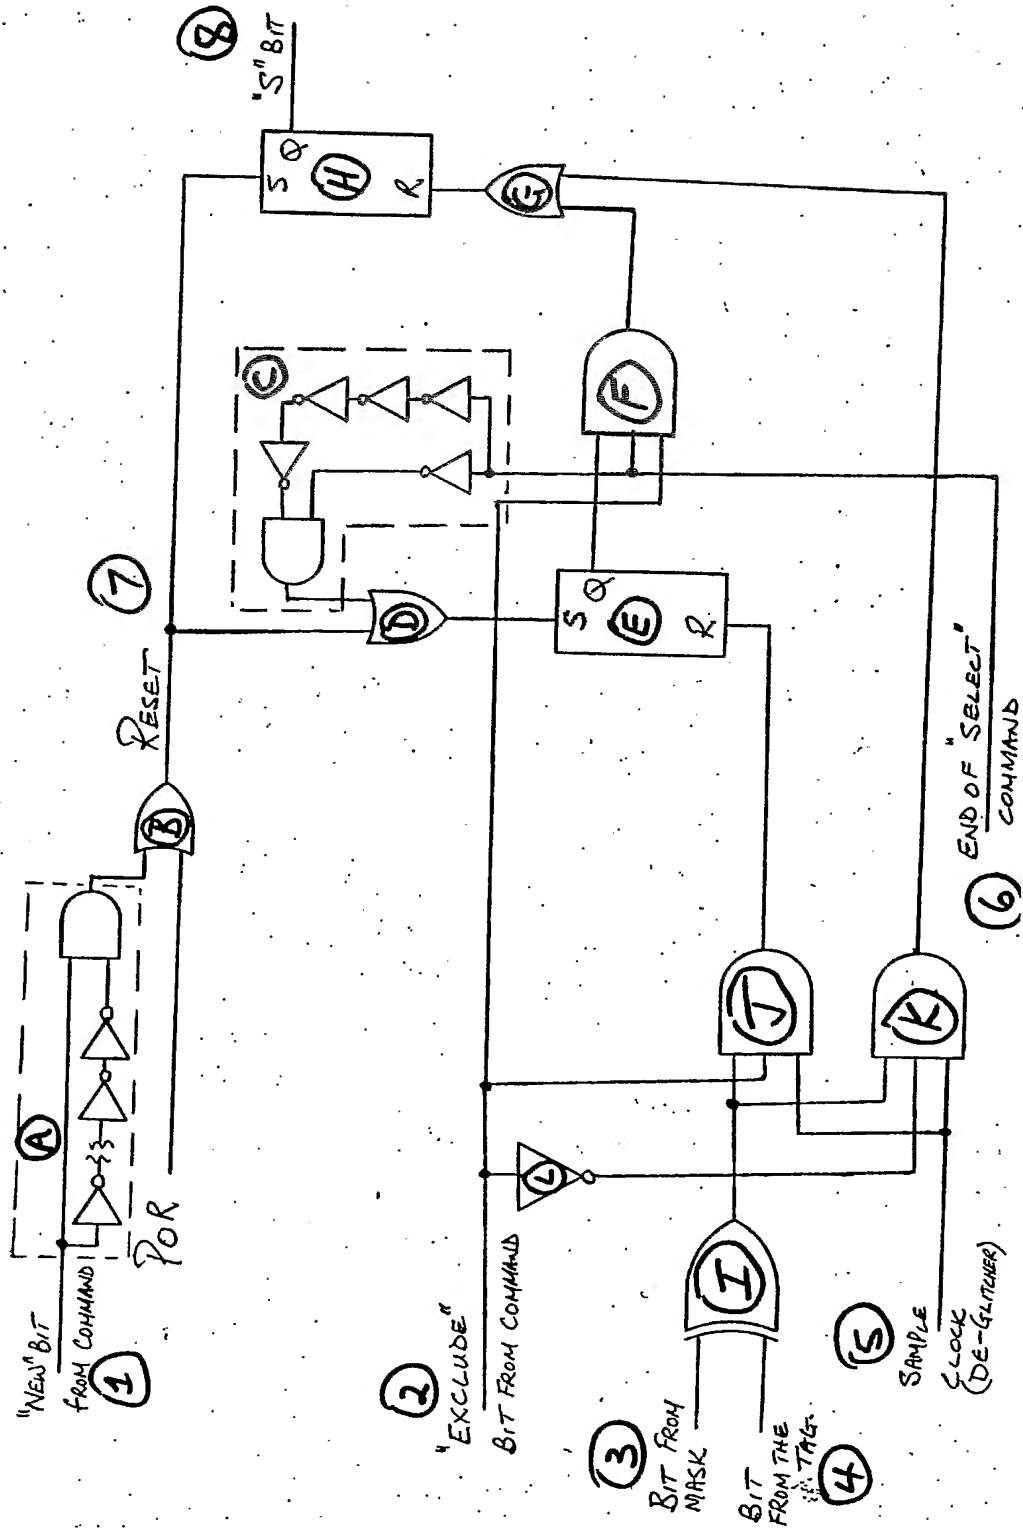 1
"NEW" BIT
FROM COMMAND
A
POR
B
RESET
7
C
D
S
Q
E
R
F
G
S
Q
H
R
8
"S" BIT
2
"EXCLUDE"
BIT FROM COMMAND
L
3
BIT FROM
MASK
BIT
FROM THE
TAG.
4
I
J
K
5
SAMPLE
CLOCK
(DE-GLITCHER)
6
END OF "SELECT"
COMMAND